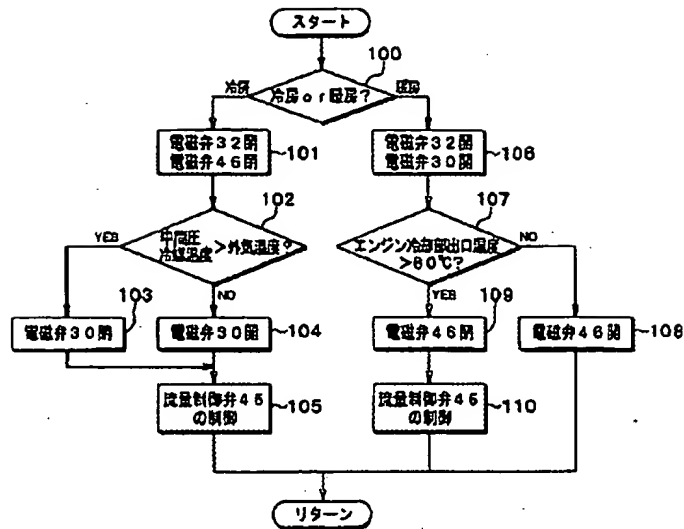 スタート
100
冷房or暖房?
冷房
暖房
電磁弁32閉
電磁弁46閉
101
電磁弁32開
電磁弁30開
106
102
中間圧
冷媒温度>外気温度?
YES
NO
107
エンジン冷却部出口温度
>60℃?
NO
YES
103
電磁弁30閉
電磁弁30開
104
109
電磁弁46閉
電磁弁46開
108
流量制御弁45
の制御
105
流量制御弁45
の制御
110
リターン